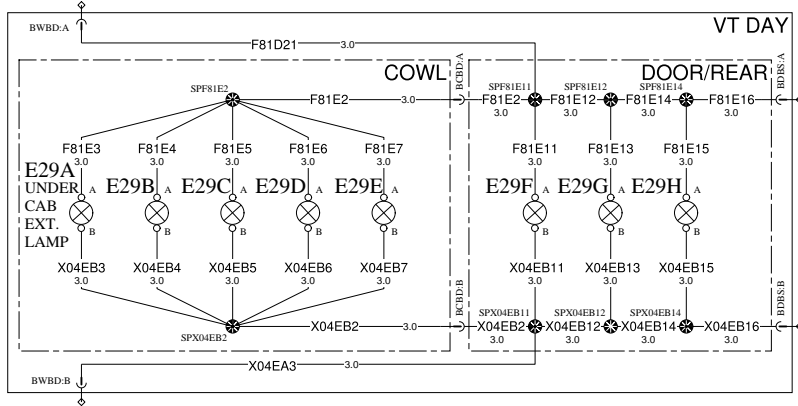 VT DAY
BWBD:A
F81D21 3.0
COWL
BCBD:A
DOOR/REAR
BDBS:A
SPF81E2
F81E2 3.0
SPF81E11
SPF81E12
SPF81E14
F81E2 3.0
F81E12 3.0
F81E14 3.0
F81E16 3.0
F81E3 3.0
F81E4 3.0
F81E5 3.0
F81E6 3.0
F81E7 3.0
F81E11 3.0
F81E13 3.0
F81E15 3.0
E29A
UNDER
CAB
EXT.
LAMP
A
B
E29B A
B
E29C A
B
E29D A
B
E29E A
B
E29F A
B
E29G A
B
E29H A
B
X04EB3 3.0
X04EB4 3.0
X04EB5 3.0
X04EB6 3.0
X04EB7 3.0
X04EB11 3.0
X04EB13 3.0
X04EB15 3.0
BCBD:B
BDBS:B
SPX04EB2
X04EB2 3.0
SPX04EB11
SPX04EB12
SPX04EB14
X04EB2 3.0
X04EB12 3.0
X04EB14 3.0
X04EB16 3.0
X04EA3 3.0
BWBD:B